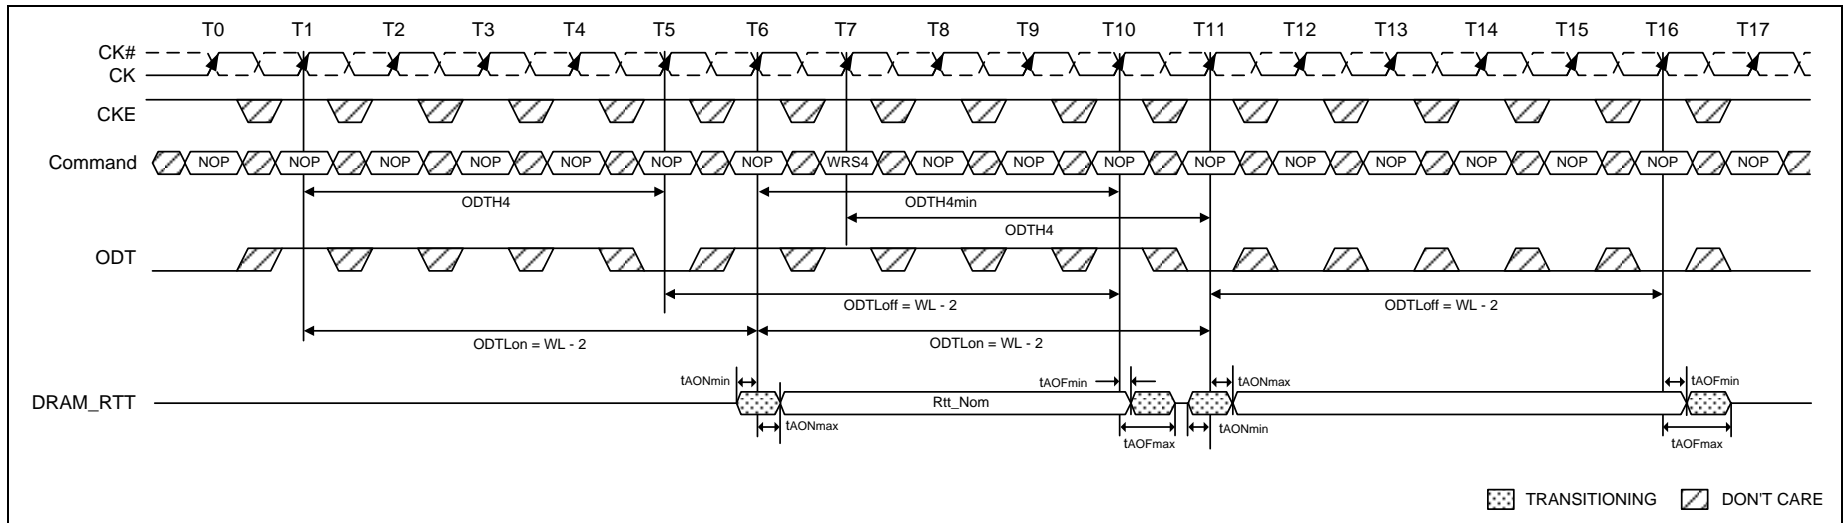 T0 T1 T2 T3 T4 T5 T6 T7 T8 T9 T10 T11 T12 T13 T14 T15 T16 T17
CK#
CK
CKE
Command NOP NOP NOP NOP NOP NOP NOP WRS4 NOP NOP NOP NOP NOP NOP NOP NOP NOP NOP
ODTH4 ODTH4min
ODTH4
ODT
ODTLoff = WL - 2 ODTLoff = WL - 2
ODTLon = WL - 2 ODTLon = WL - 2
tAONmin tAOFmin tAONmax tAOFmin
DRAM_RTT Rtt_Nom
tAONmax tAOFmax tAONmin tAOFmax
TRANSITIONING DON'T CARE